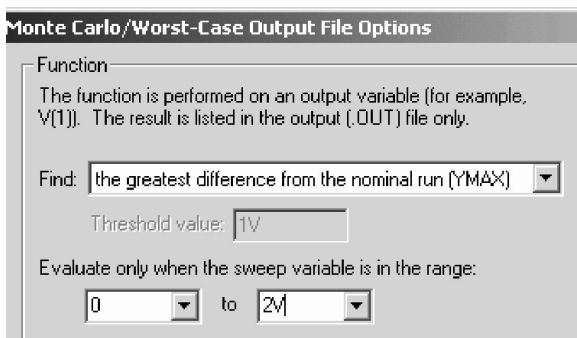 Monte Carlo/Worst-Case Output File Options
Function
The function is performed on an output variable (for example,
V(1)). The result is listed in the output (.OUT) file only.
Find: the greatest difference from the nominal run (YMAX)
Threshold value: 1V
Evaluate only when the sweep variable is in the range:
0 to 2V